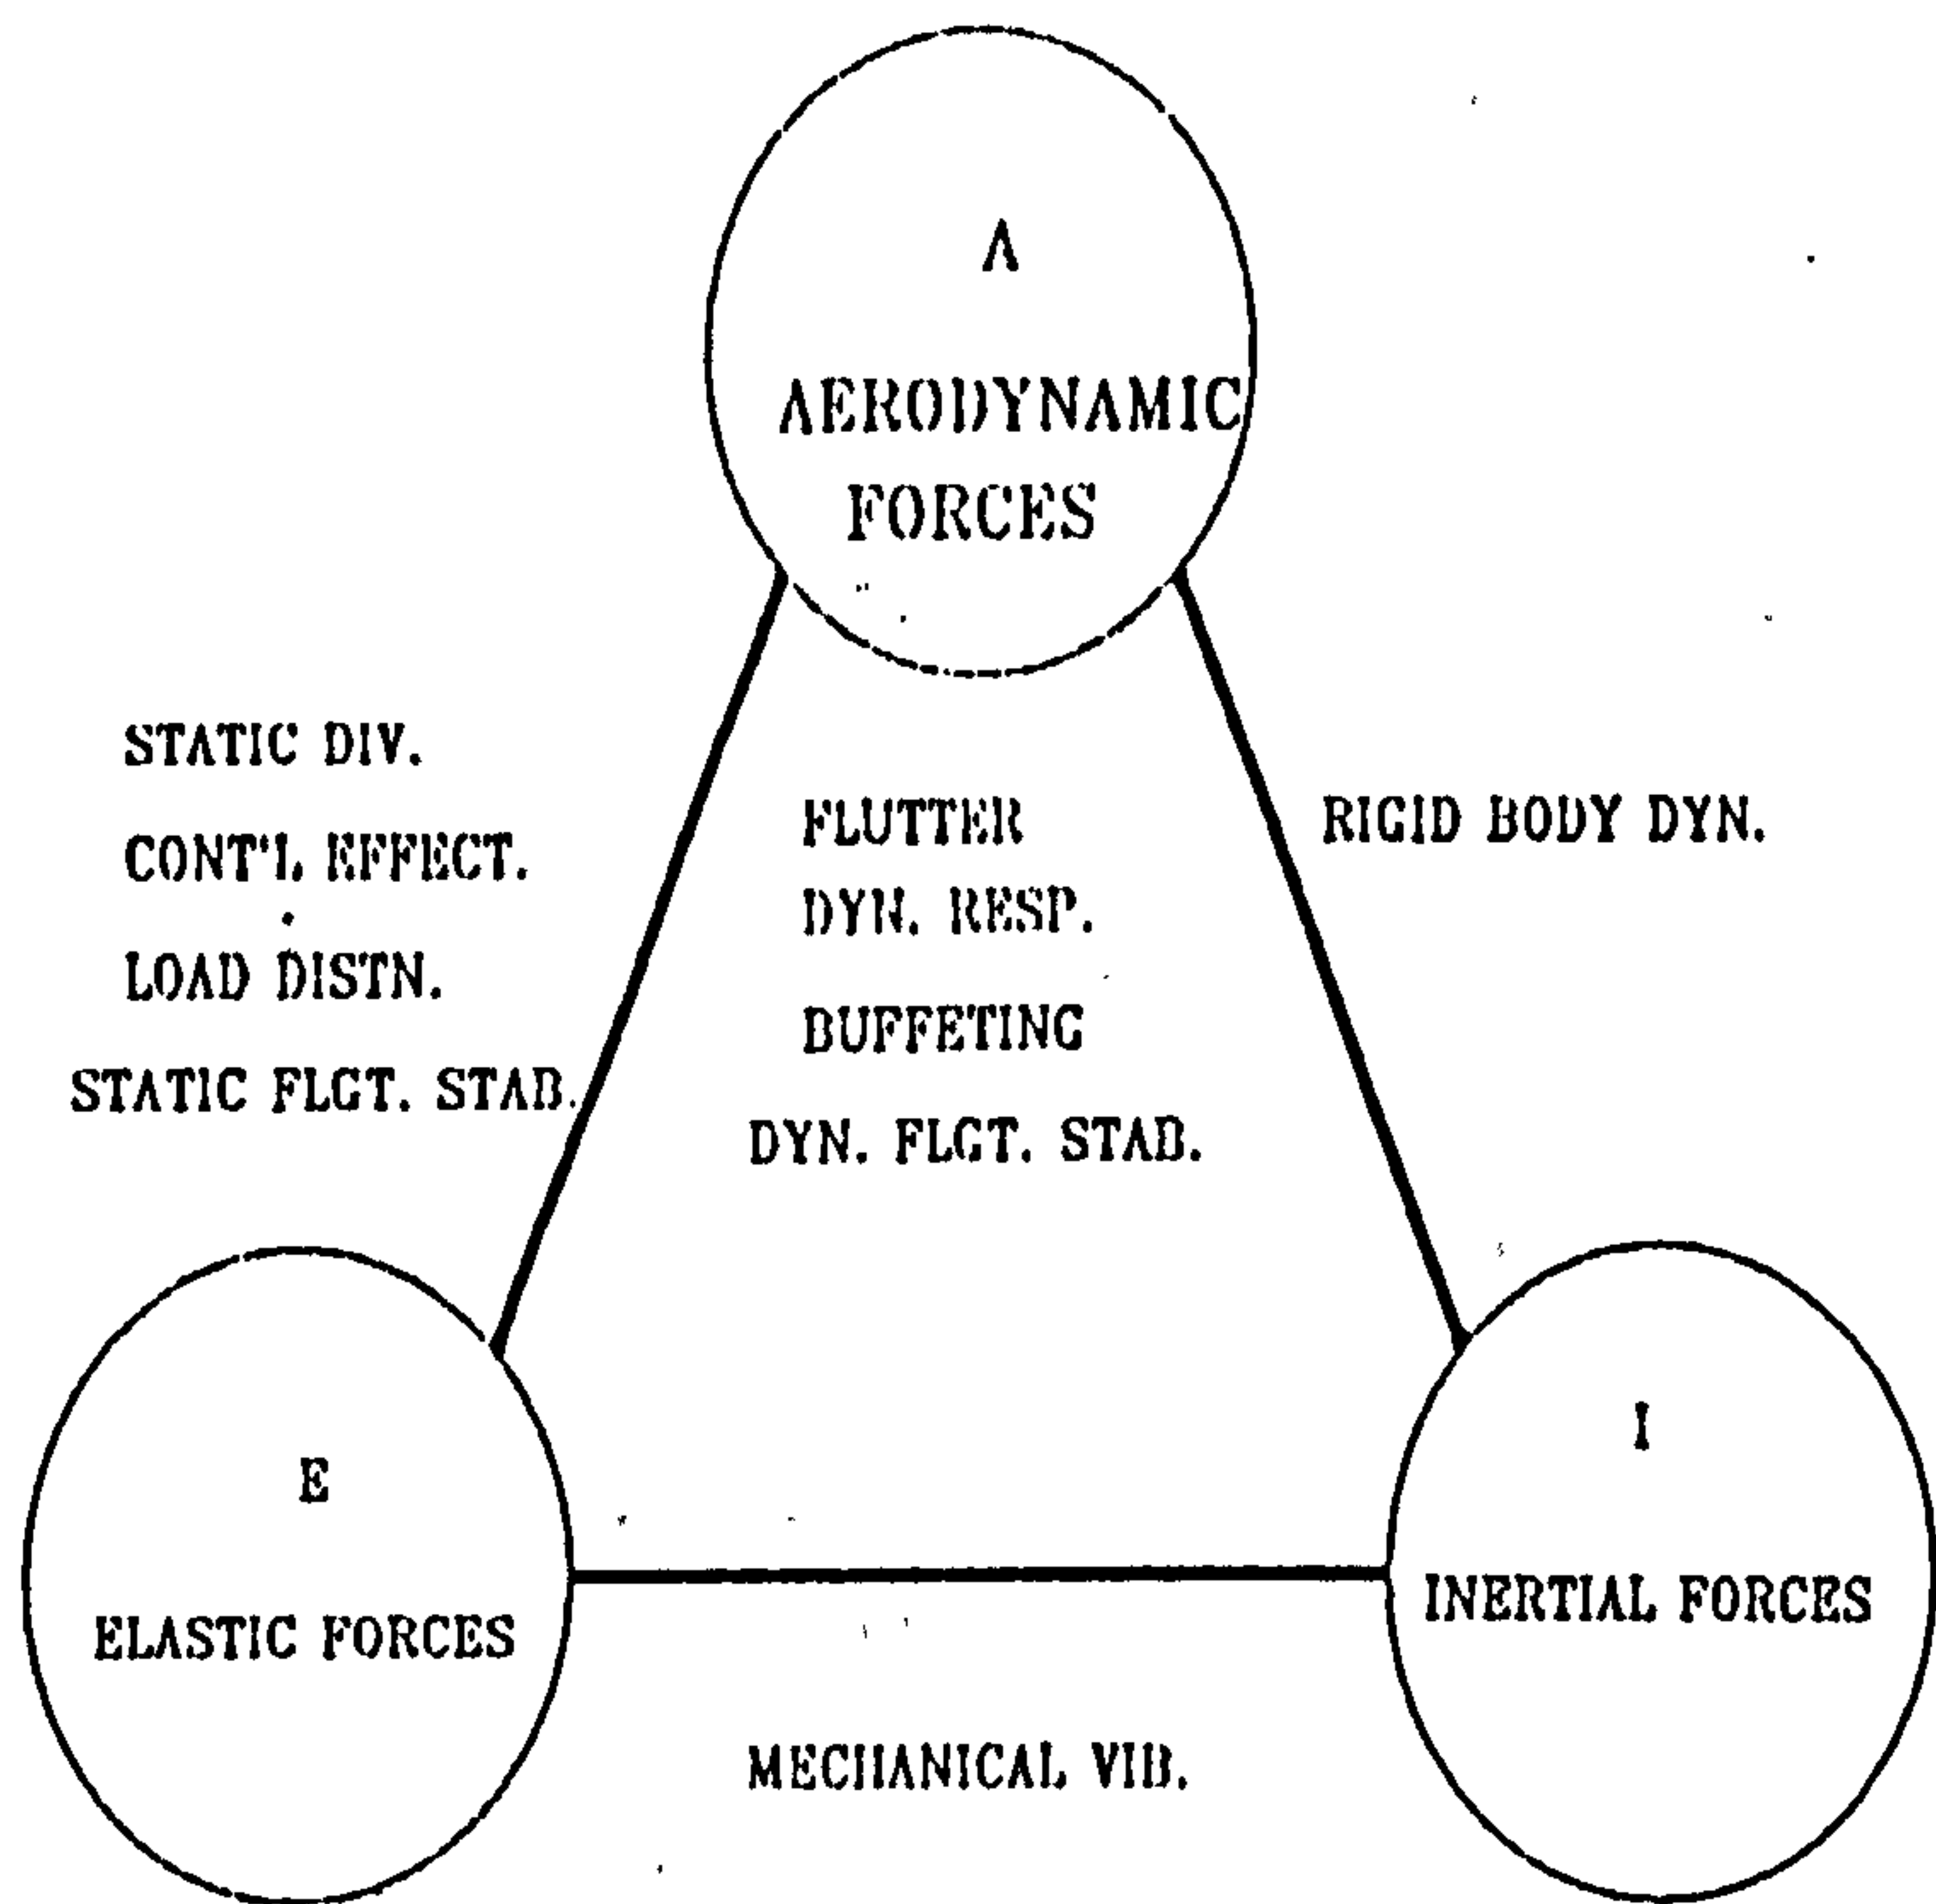 A
AERODYNAMIC
FORCES
STATIC DIV.
CONT'L EFFECT.
LOAD DISTN.
STATIC FLGT. STAB.
FLUTTER
DYN. RESP.
BUFFETING
DYN. FLGT. STAB.
RIGID BODY DYN.
E
ELASTIC FORCES
I
INERTIAL FORCES
MECHANICAL VIB.